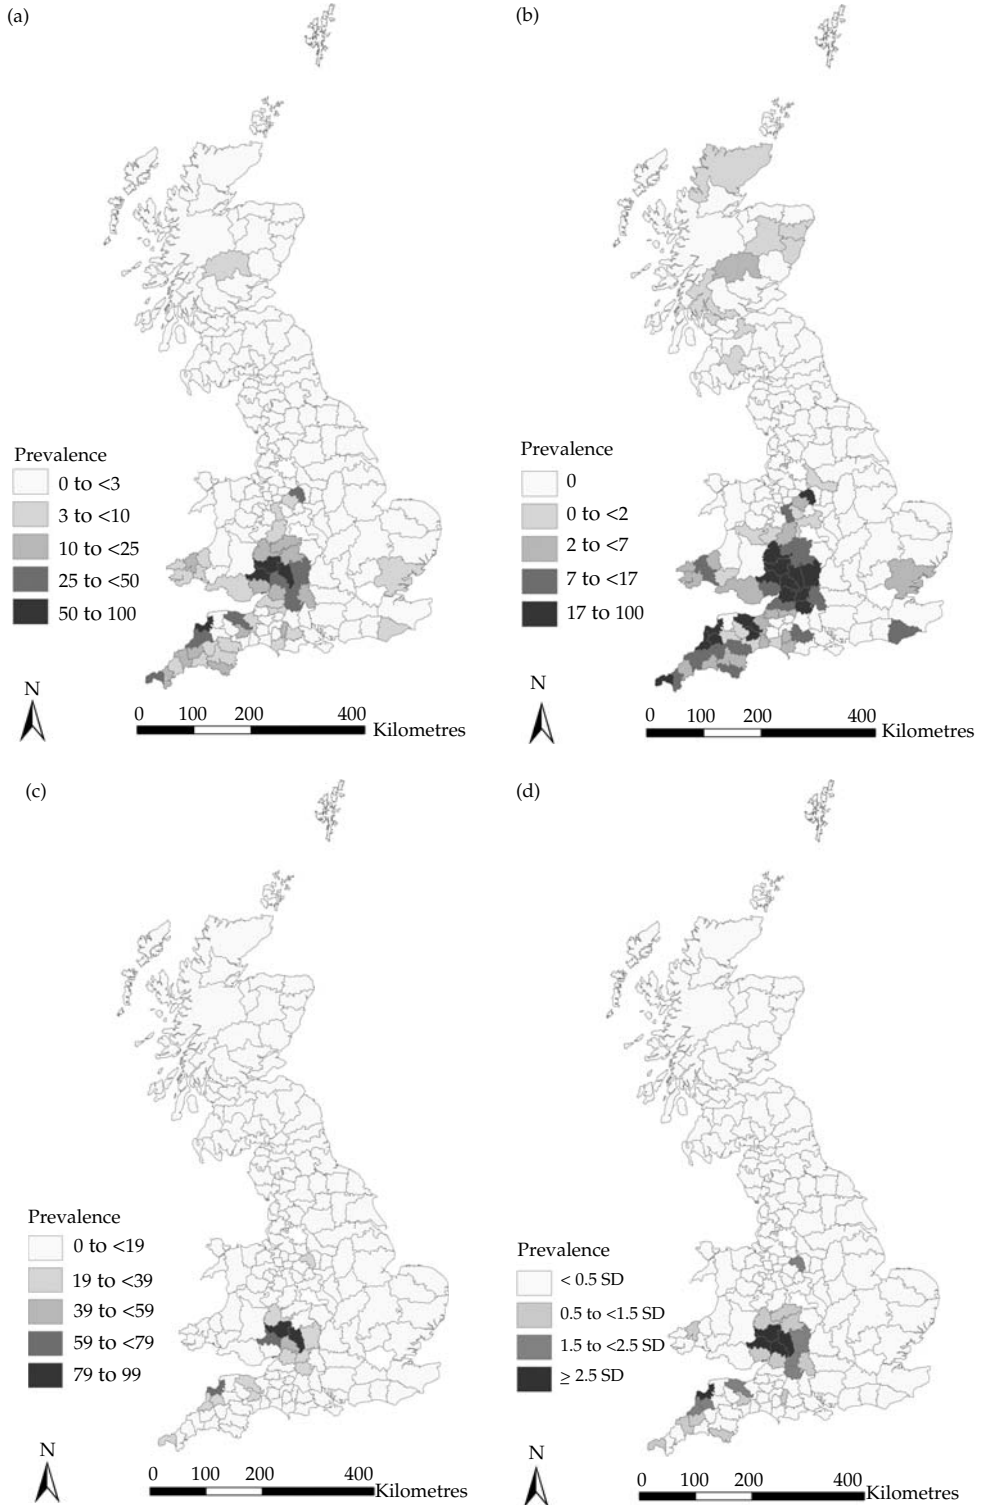 (a)
Prevalence
0 to <3
3 to <10
10 to <25
25 to <50
50 to 100
N
0 100 200 400
Kilometres
(b)
Prevalence
0
0 to <2
2 to <7
7 to <17
17 to 100
N
0 100 200 400
Kilometres
(c)
Prevalence
0 to <19
19 to <39
39 to <59
59 to <79
79 to 99
N
0 100 200 400
Kilometres
(d)
Prevalence
< 0.5 SD
0.5 to <1.5 SD
1.5 to <2.5 SD
≥ 2.5 SD
N
0 100 200 400
Kilometres